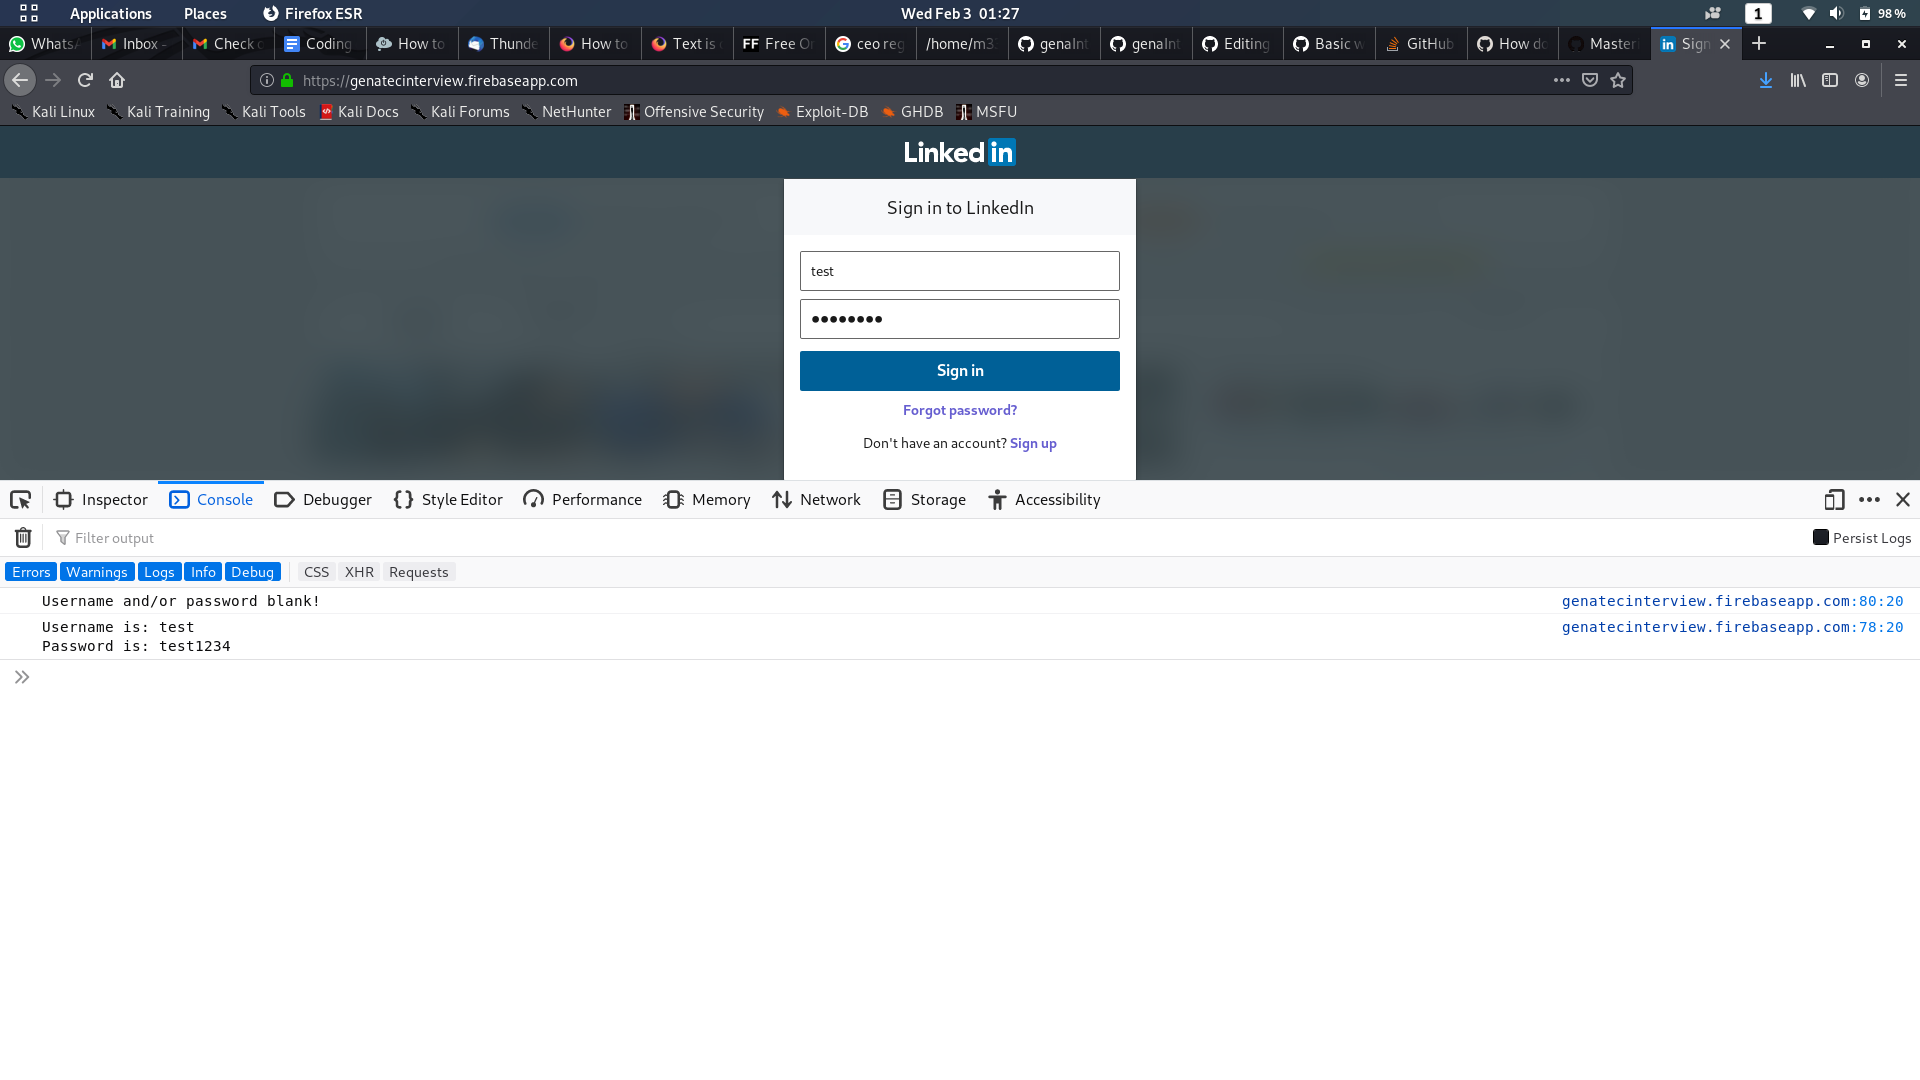 Applications Places Firefox ESR Wed Feb 3 01:27 1 98 %
Whats Inbox - Check Coding How to Thunde How to Text is FF Free O ceo reg /home/m3 genaInt genaInt Editing Basic w GitHub How do Master Sign
https://genatecinterview.firebaseapp.com
Kali Linux Kali Training Kali Tools Kali Docs Kali Forums NetHunter Offensive Security Exploit-DB GHDB MSFU
Linked in
Sign in to LinkedIn
test
Sign in
Forgot password?
Don't have an account? Sign up
Inspector Console Debugger Style Editor Performance Memory Network Storage Accessibility
Filter output Persist Logs
Errors Warnings Logs Info Debug CSS XHR Requests
Username and/or password blank! genatecinterview.firebaseapp.com:80:20
Username is: test genatecinterview.firebaseapp.com:78:20
Password is: test1234